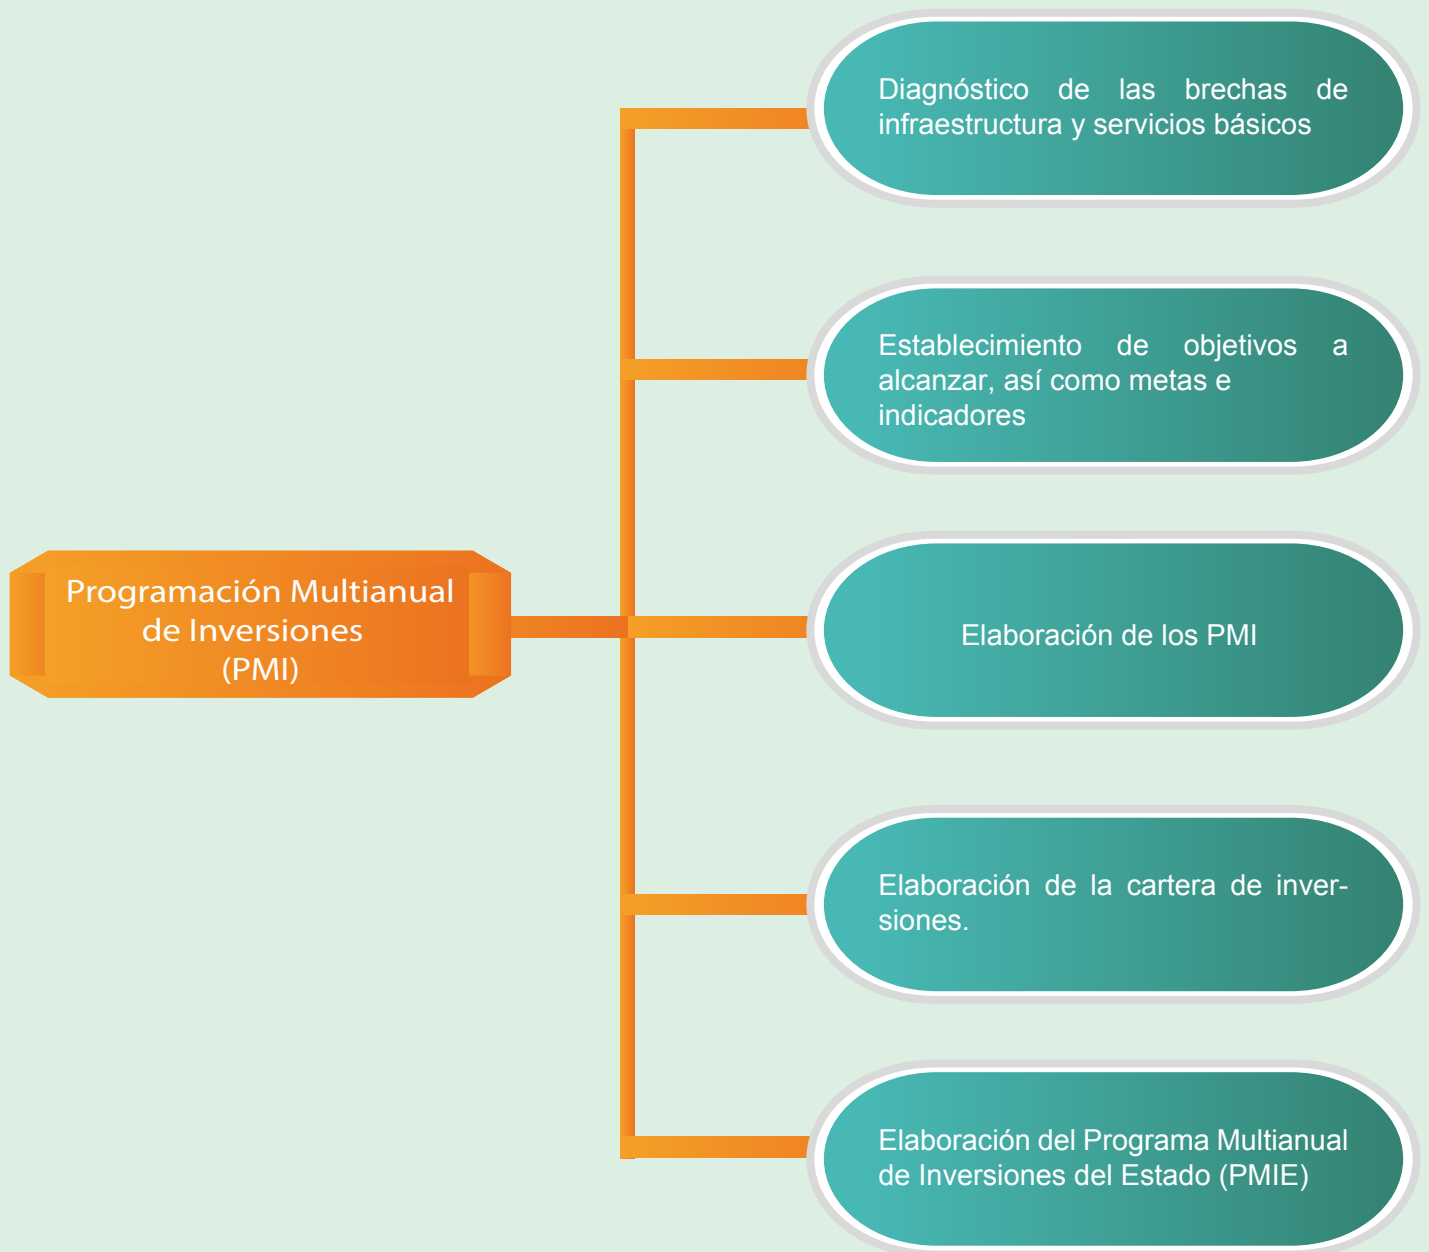 Diagnóstico de las brechas de
infraestructura y servicios básicos
Establecimiento de objetivos a
alcanzar, así como metas e
indicadores
Programación Multianual
de Inversiones
(PMI)
Elaboración de los PMI
Elaboración de la cartera de inver-
siones.
Elaboración del Programa Multianual
de Inversiones del Estado (PMIE)